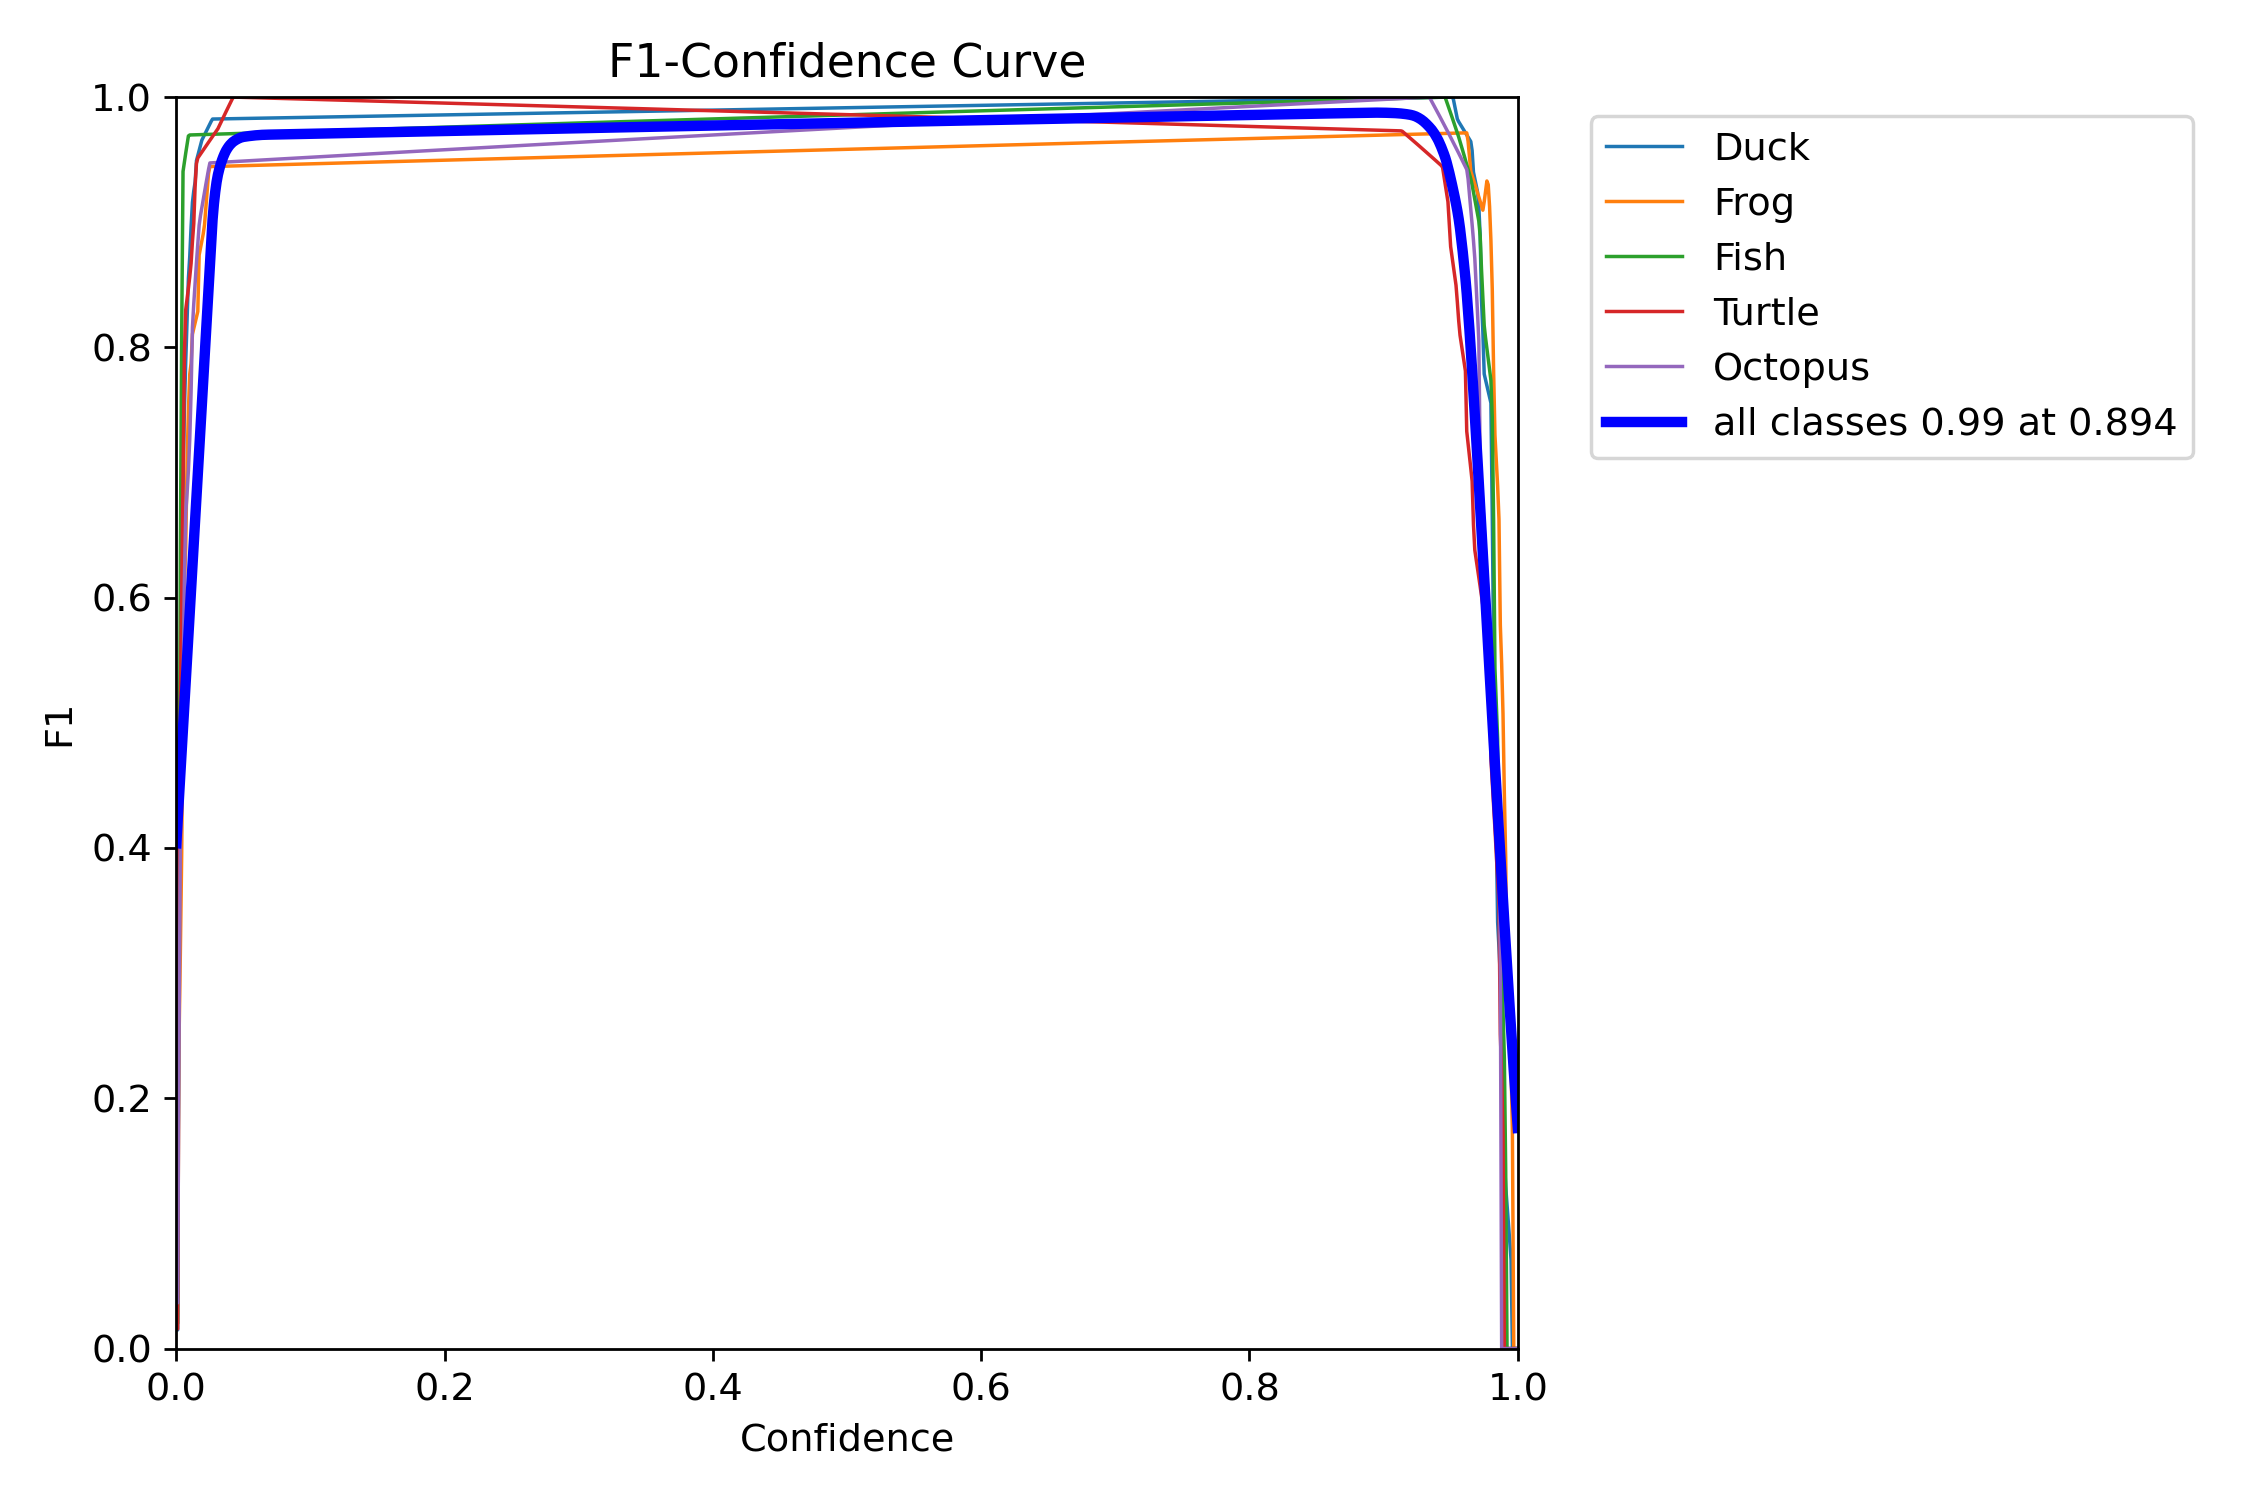 F1-Confidence Curve
1.0
0.8
0.6
0.4
0.2
0.0
F1
0.0 0.2 0.4 0.6 0.8 1.0
Confidence
Duck
Frog
Fish
Turtle
Octopus
all classes 0.99 at 0.894